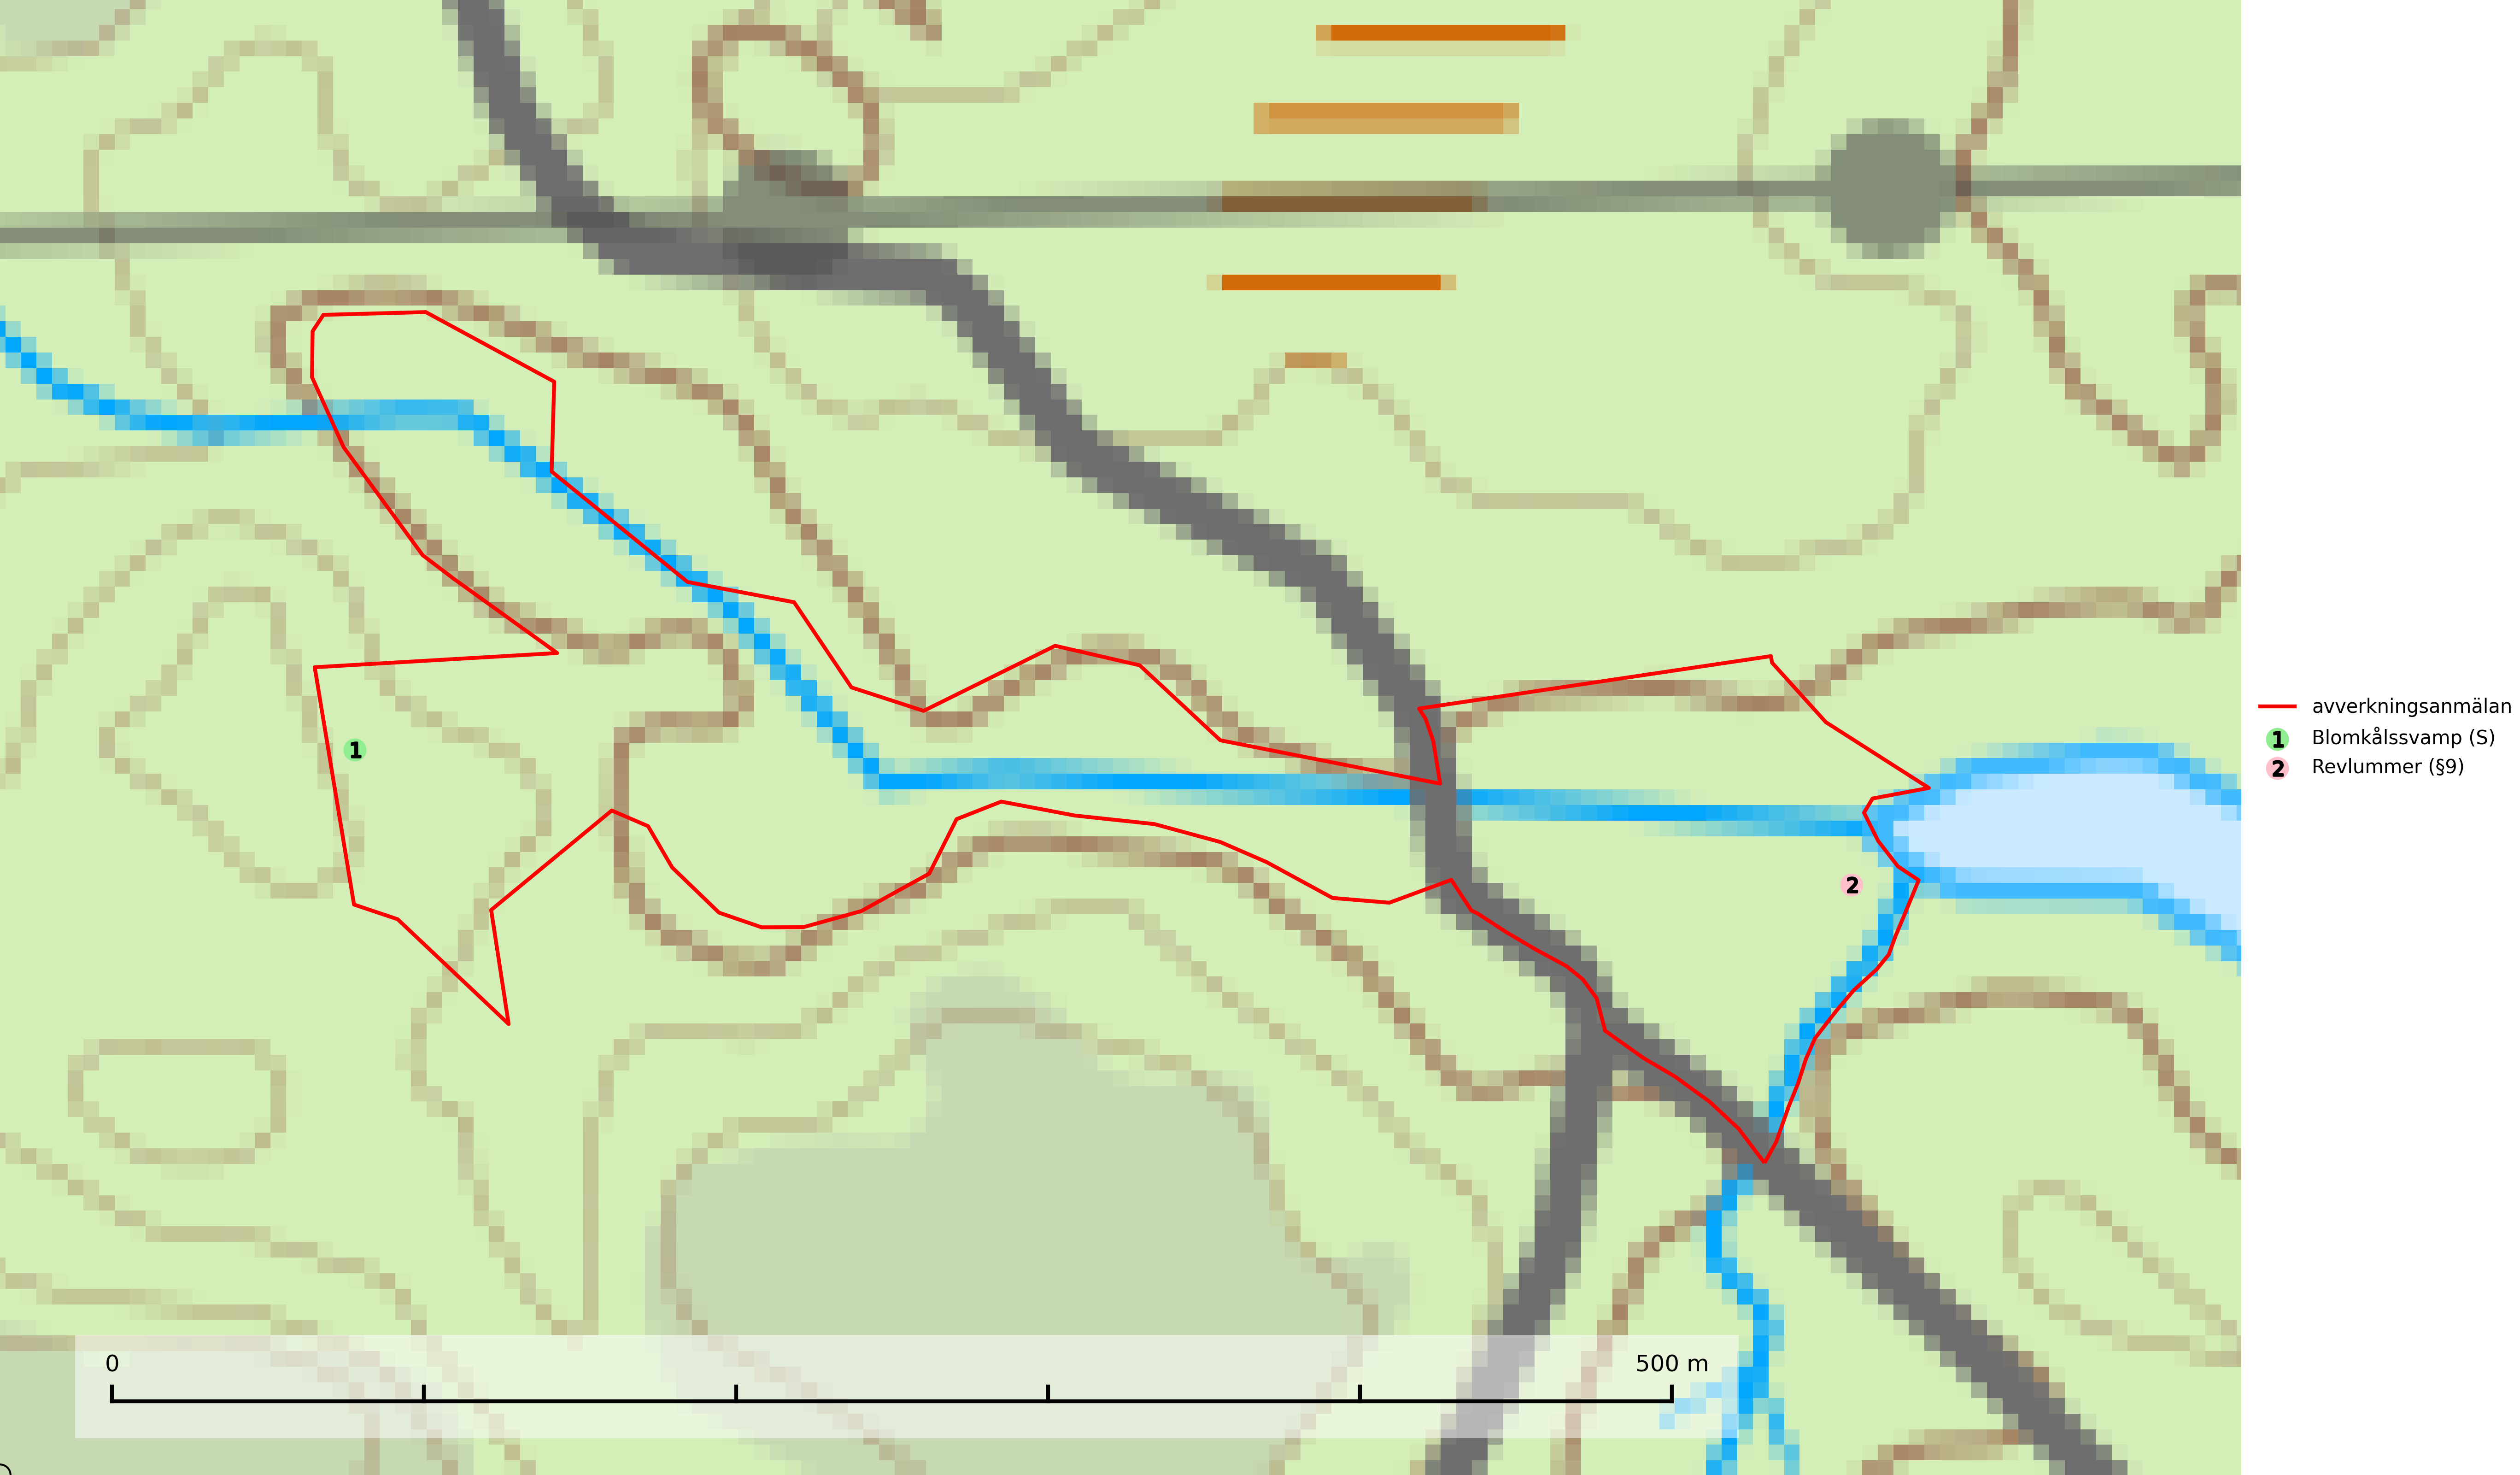 avverkningsanmälan
1
1 Blomkålssvamp (S)
2 Revlummer (§9)
2
0 500 m